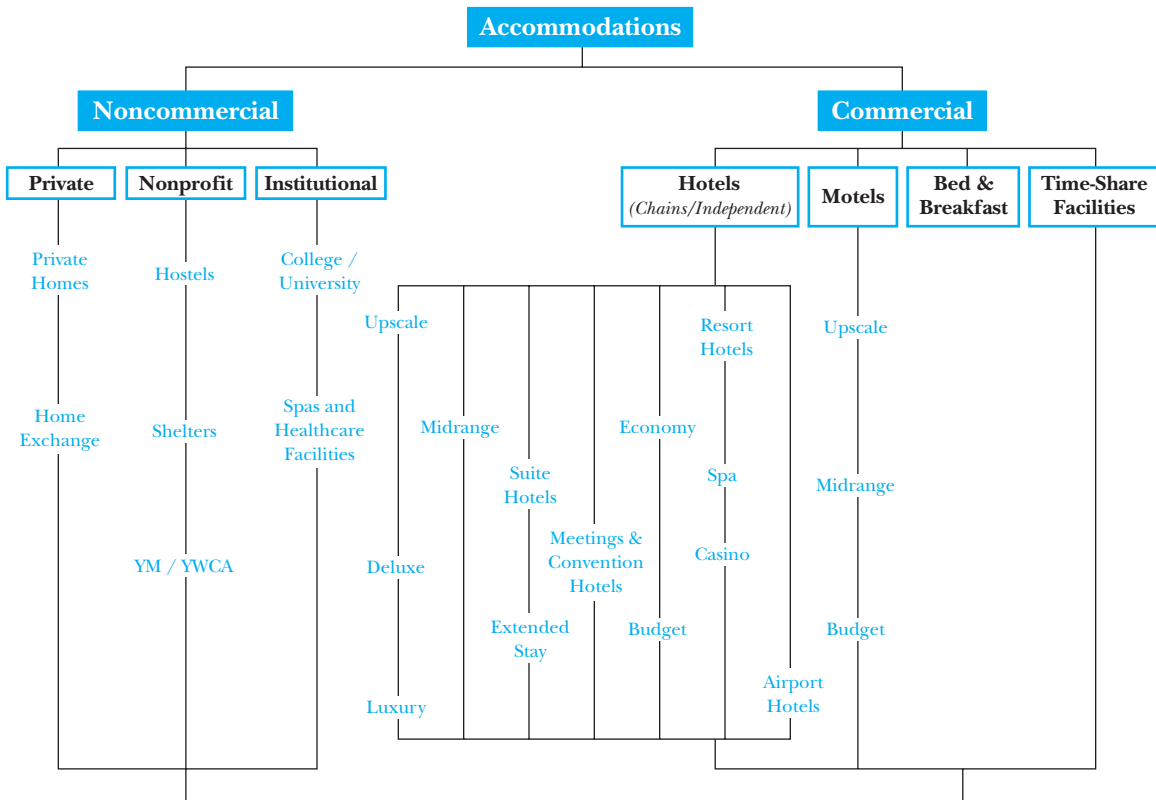 Accommodations
Noncommercial
Commercial
Private
Nonprofit
Institutional
Hotels
(Chains/Independent)
Motels
Bed &
Breakfast
Time-Share
Facilities
Private
Homes
Home
Exchange
Hostels
Shelters
YM / YWCA
College /
University
Spas and
Healthcare
Facilities
Upscale
Deluxe
Luxury
Midrange
Suite
Hotels
Extended
Stay
Meetings &
Convention
Hotels
Economy
Budget
Resort
Hotels
Spa
Casino
Airport
Hotels
Upscale
Midrange
Budget